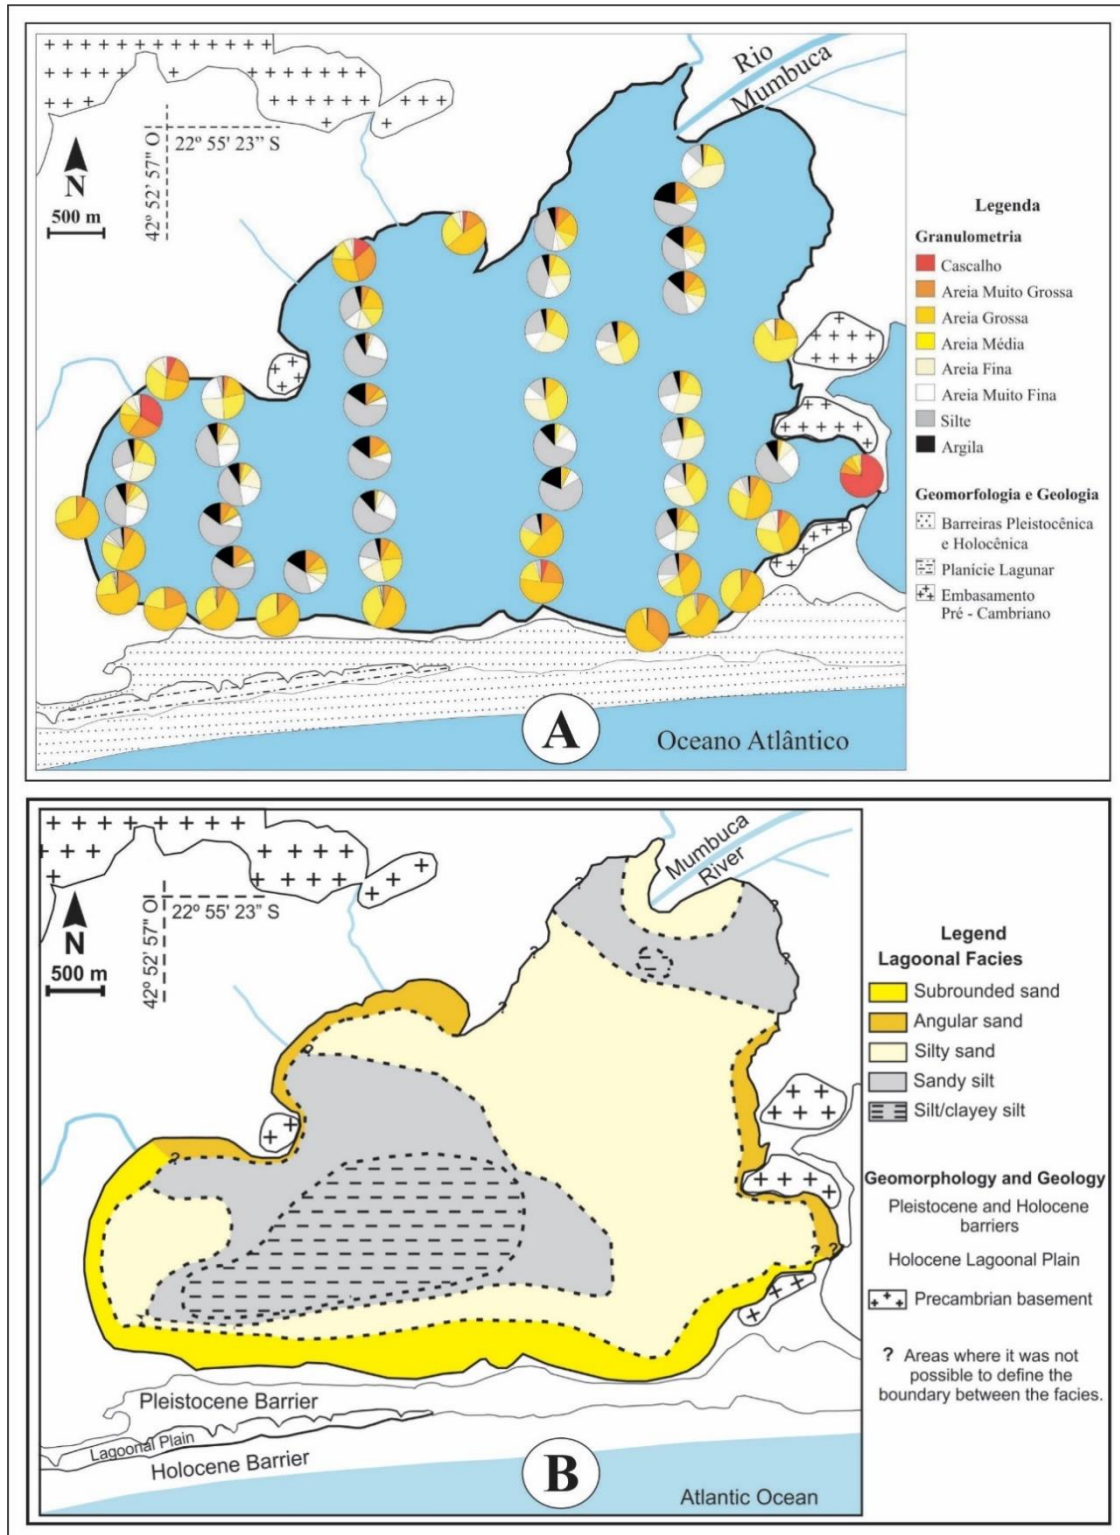 Rio
Mumbuca
42º 52' 57" O
22º 55' 23'' S
N
500 m
Legenda
Granulometria
Cascalho
Areia Muito Grossa
Areia Grossa
Areia Média
Areia Fina
Areia Muito Fina
Silte
Argila
Geomorfologia e Geologia
Barreiras Pleistocênica
e Holocênica
Planície Lagunar
Embasamento
Pré - Cambriano
A
Oceano Atlântico
Mumbuca
River
42º 52' 57" O
22º 55' 23" S
N
500 m
?
?
?
?
?
?
?
?
?
Legend
Lagoonal Facies
Subrounded sand
Angular sand
Silty sand
Sandy silt
Silt/clayey silt
Geomorphology and Geology
Pleistocene and Holocene
barriers
Holocene Lagoonal Plain
Precambrian basement
? Areas where it was not
possible to define the
boundary between the facies.
Pleistocene Barrier
Lagoonal Plain
Holocene Barrier
B
Atlantic Ocean